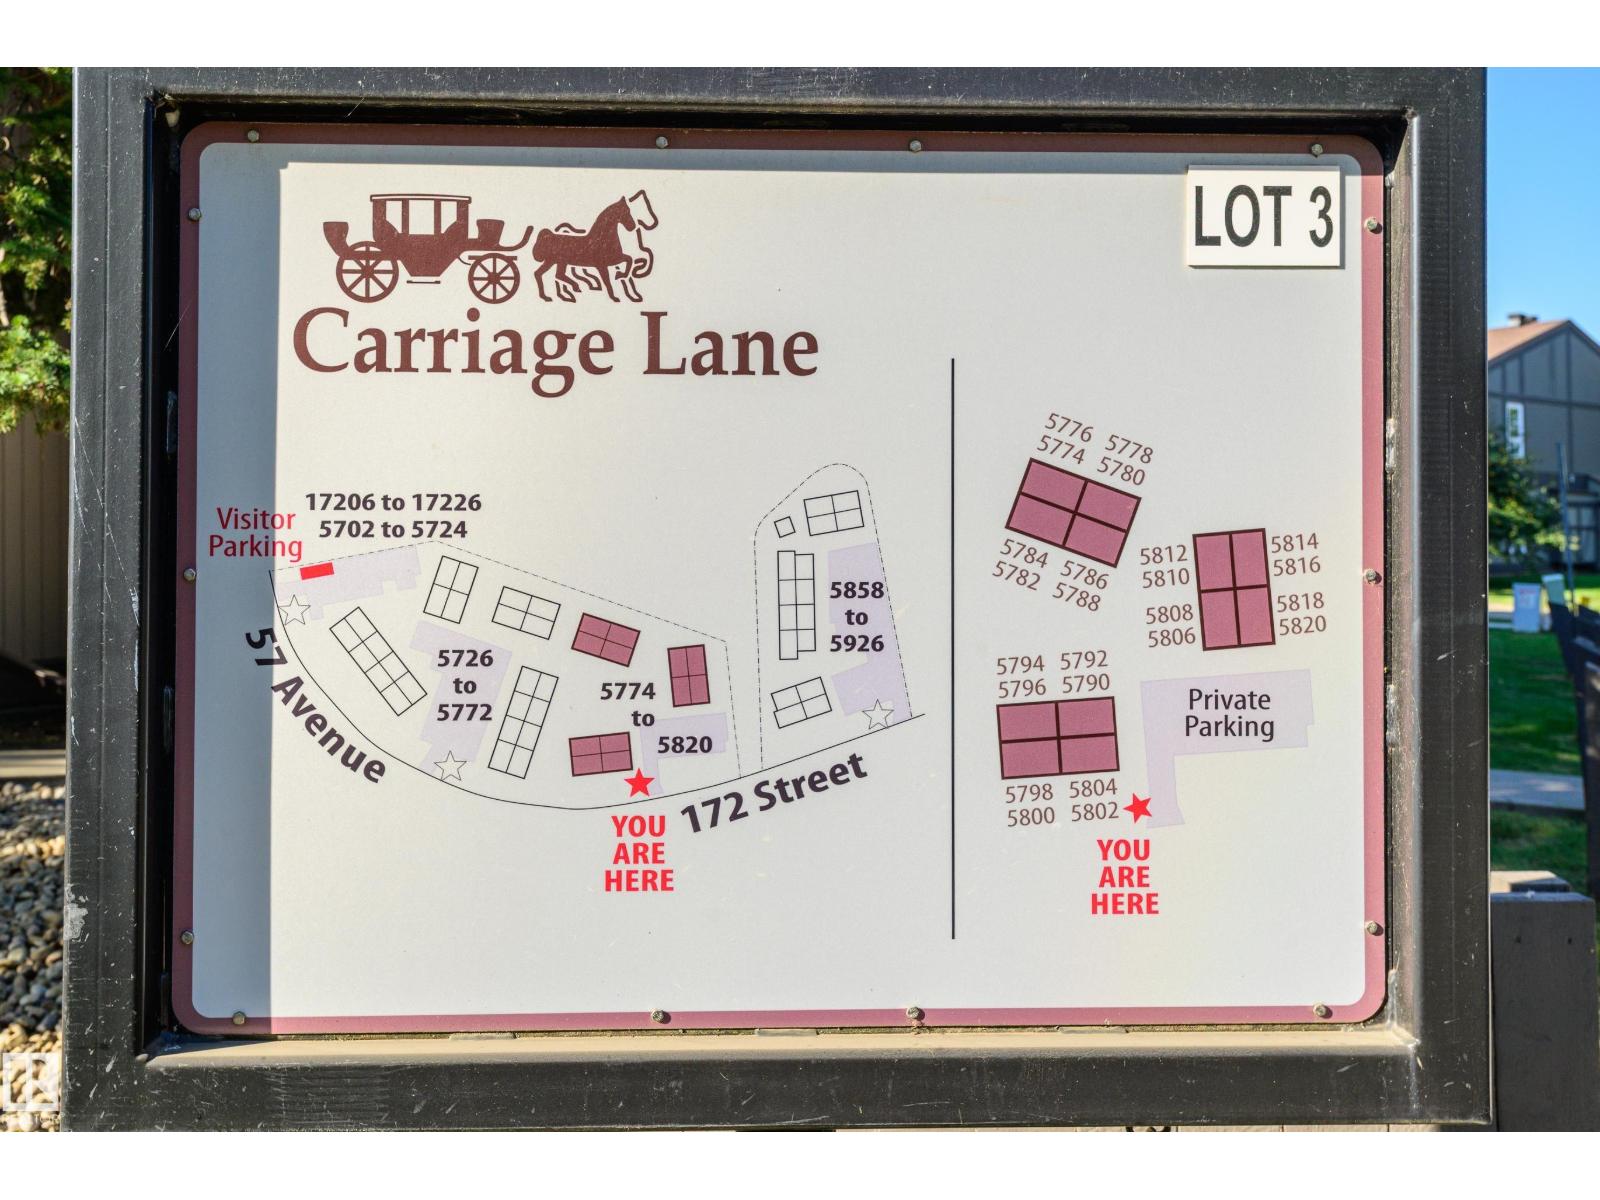 LOT 3
Carriage Lane
17206 to 17226
5702 to 5724
Visitor
Parking
57 Avenue
5726
to
5772
5774
to
5820
5858
to
5926
172 Street
YOU
ARE
HERE
5776 5778
5774 5780
5784 5786
5782 5788
5812 5814
5810 5816
5808 5818
5806 5820
5794 5792
5796 5790
5798 5804
5800 5802
Private
Parking
YOU
ARE
HERE